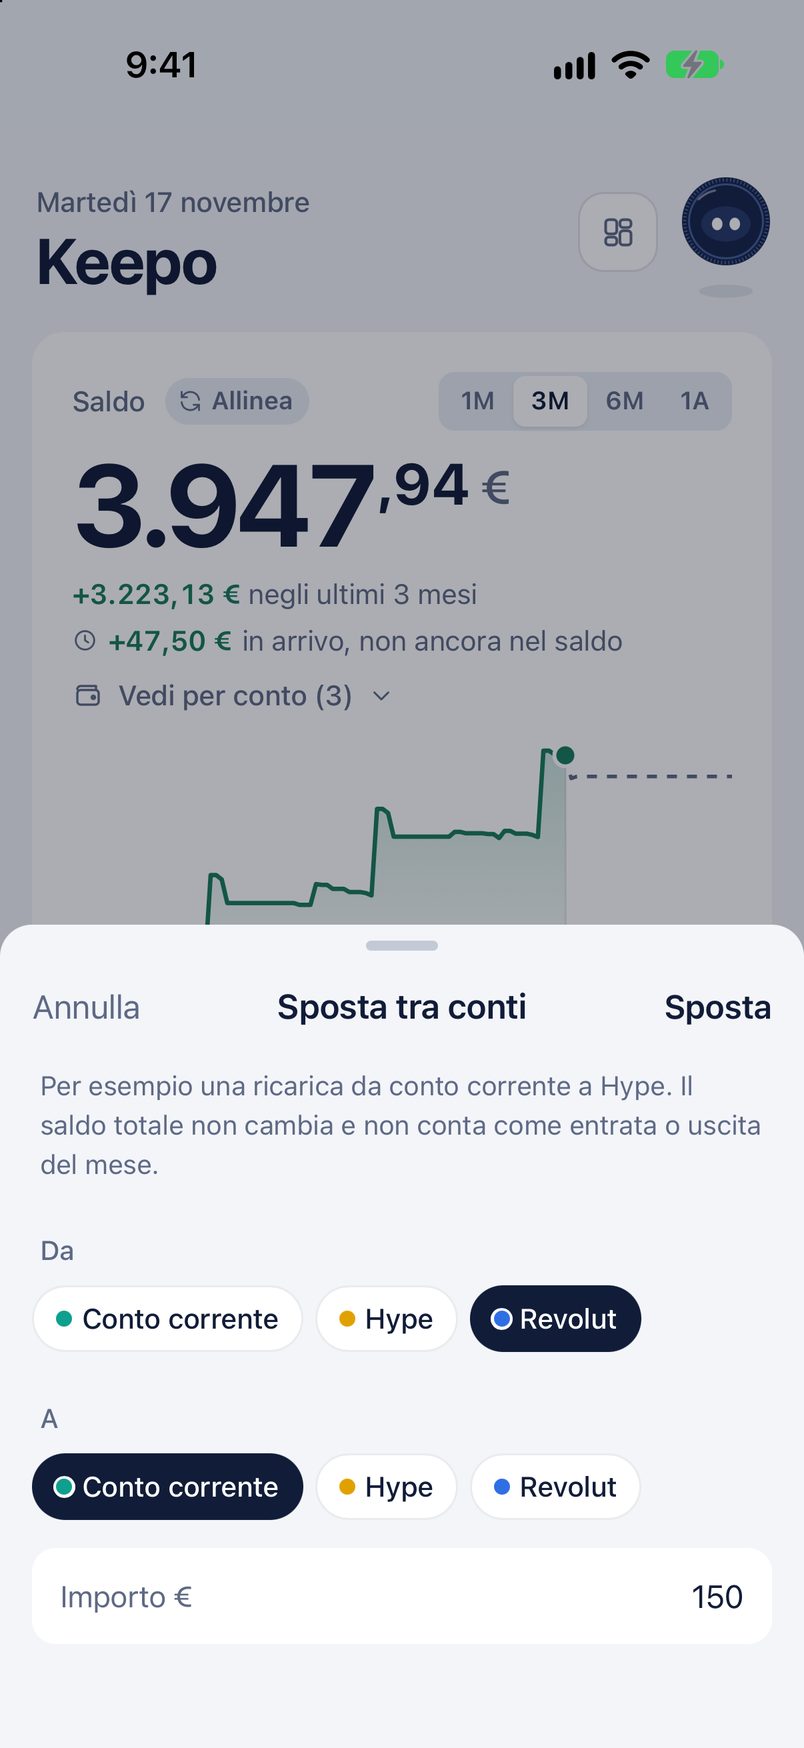 9:41
Martedì 17 novembre
Keepo
Saldo Allinea 1M 3M 6M 1A
3.947,94 €
+3.223,13 € negli ultimi 3 mesi
+47,50 € in arrivo, non ancora nel saldo
Vedi per conto (3)
Annulla Sposta tra conti Sposta
Per esempio una ricarica da conto corrente a Hype. Il
saldo totale non cambia e non conta come entrata o uscita
del mese.
Da
Conto corrente Hype Revolut
A
Conto corrente Hype Revolut
Importo € 150